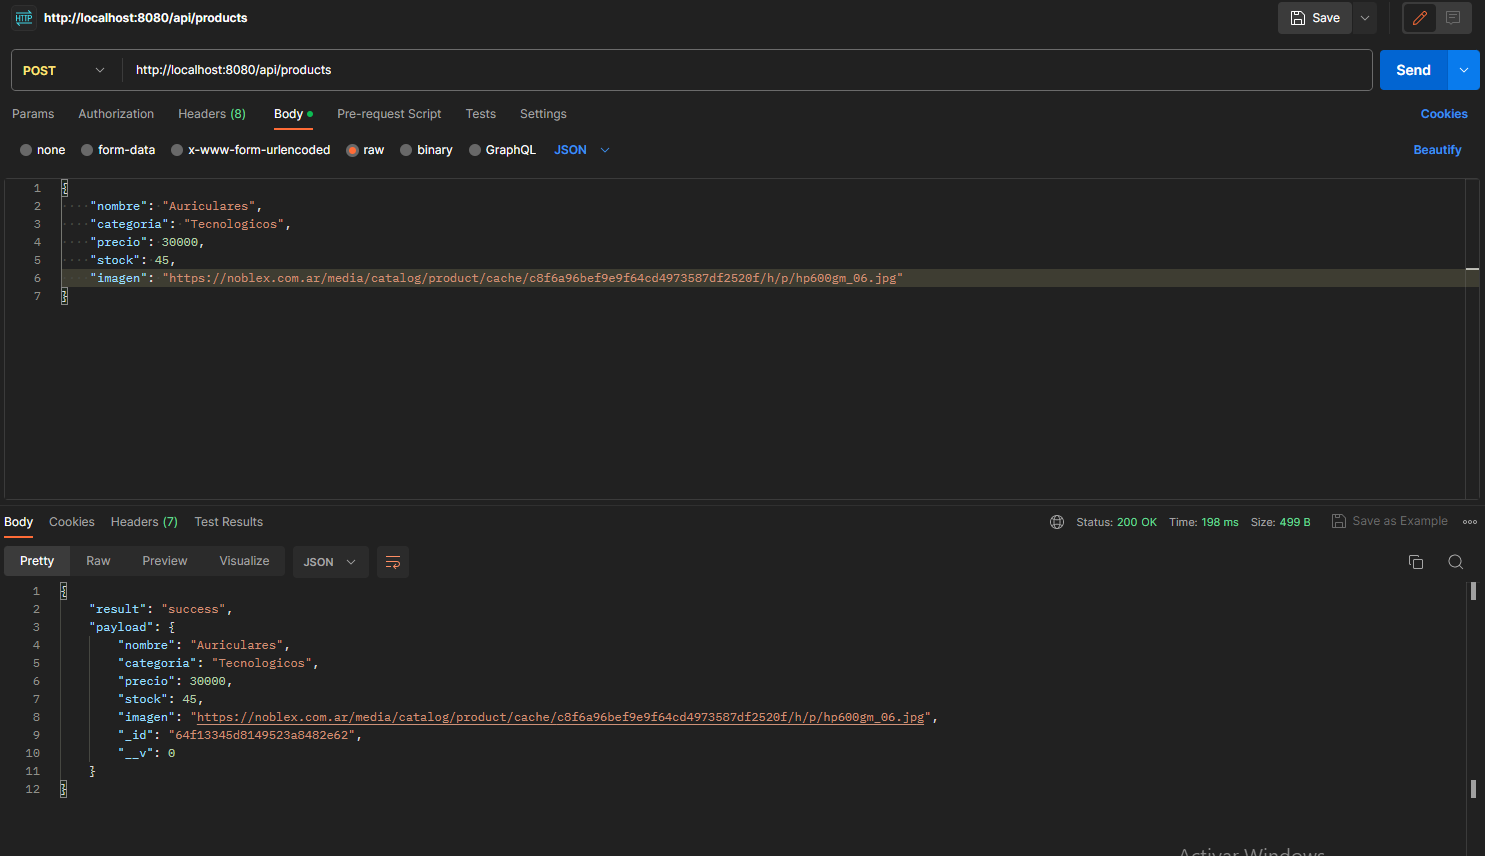 HTTP http://localhost:8080/api/products Save
POST http://localhost:8080/api/products Send
Params Authorization Headers (8) Body Pre-request Script Tests Settings Cookies
none form-data x-www-form-urlencoded raw binary GraphQL JSON Beautify
1 {
2 "nombre": "Auriculares",
3 "categoria": "Tecnologicos",
4 "precio": 30000,
5 "stock": 45,
6 "imagen": "https://noblex.com.ar/media/catalog/product/cache/c8f6a96bef9e9f64cd4973587df2520f/h/p/hp600gm_06.jpg"
7 }
Body Cookies Headers (7) Test Results Status: 200 OK Time: 198 ms Size: 499 B Save as Example
Pretty Raw Preview Visualize JSON
1 {
2 "result": "success",
3 "payload": {
4 "nombre": "Auriculares",
5 "categoria": "Tecnologicos",
6 "precio": 30000,
7 "stock": 45,
8 "imagen": "https://noblex.com.ar/media/catalog/product/cache/c8f6a96bef9e9f64cd4973587df2520f/h/p/hp600gm_06.jpg",
9 "_id": "64f13345d8149523a8482e62",
10 "__v": 0
11 }
12 }
Activar Windows